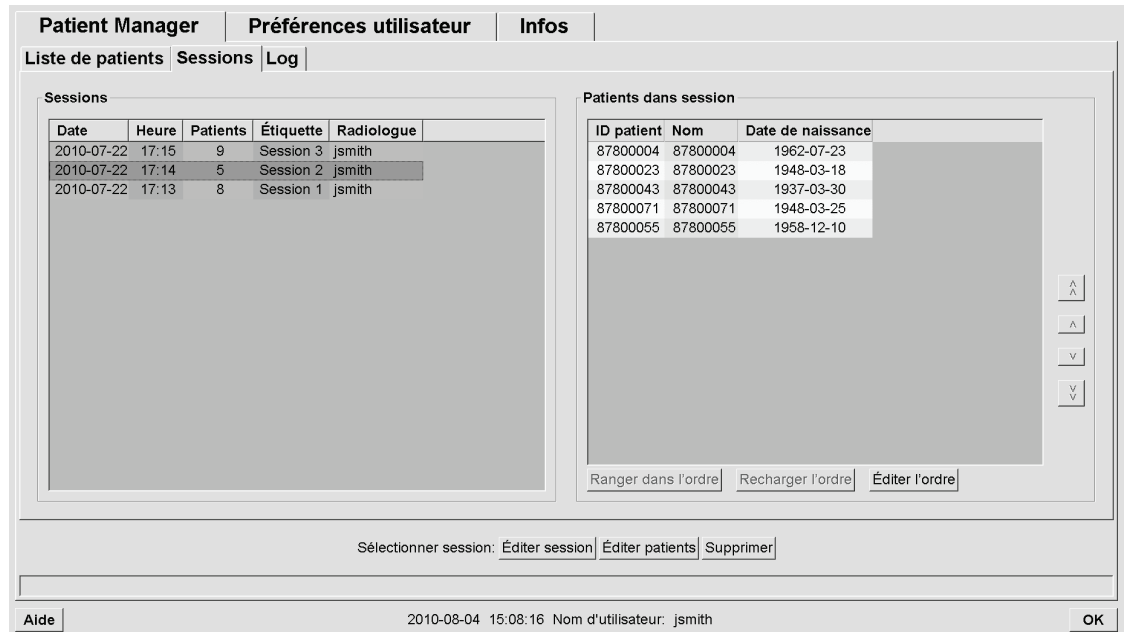 Patient Manager Préférences utilisateur Infos
Liste de patients Sessions Log
Sessions
Date Heure Patients Étiquette Radiologue
2010-07-22 17:15 9 Session 3 jsmith
2010-07-22 17:14 5 Session 2 jsmith
2010-07-22 17:13 8 Session 1 jsmith
Patients dans session
ID patient Nom Date de naissance
87800004 87800004 1962-07-23
87800023 87800023 1948-03-18
87800043 87800043 1937-03-30
87800071 87800071 1948-03-25
87800055 87800055 1958-12-10
Ranger dans l'ordre Recharger l'ordre Éditer l'ordre
Sélectionner session: Éditer session Éditer patients Supprimer
Aide 2010-08-04 15:08:16 Nom d'utilisateur: jsmith OK